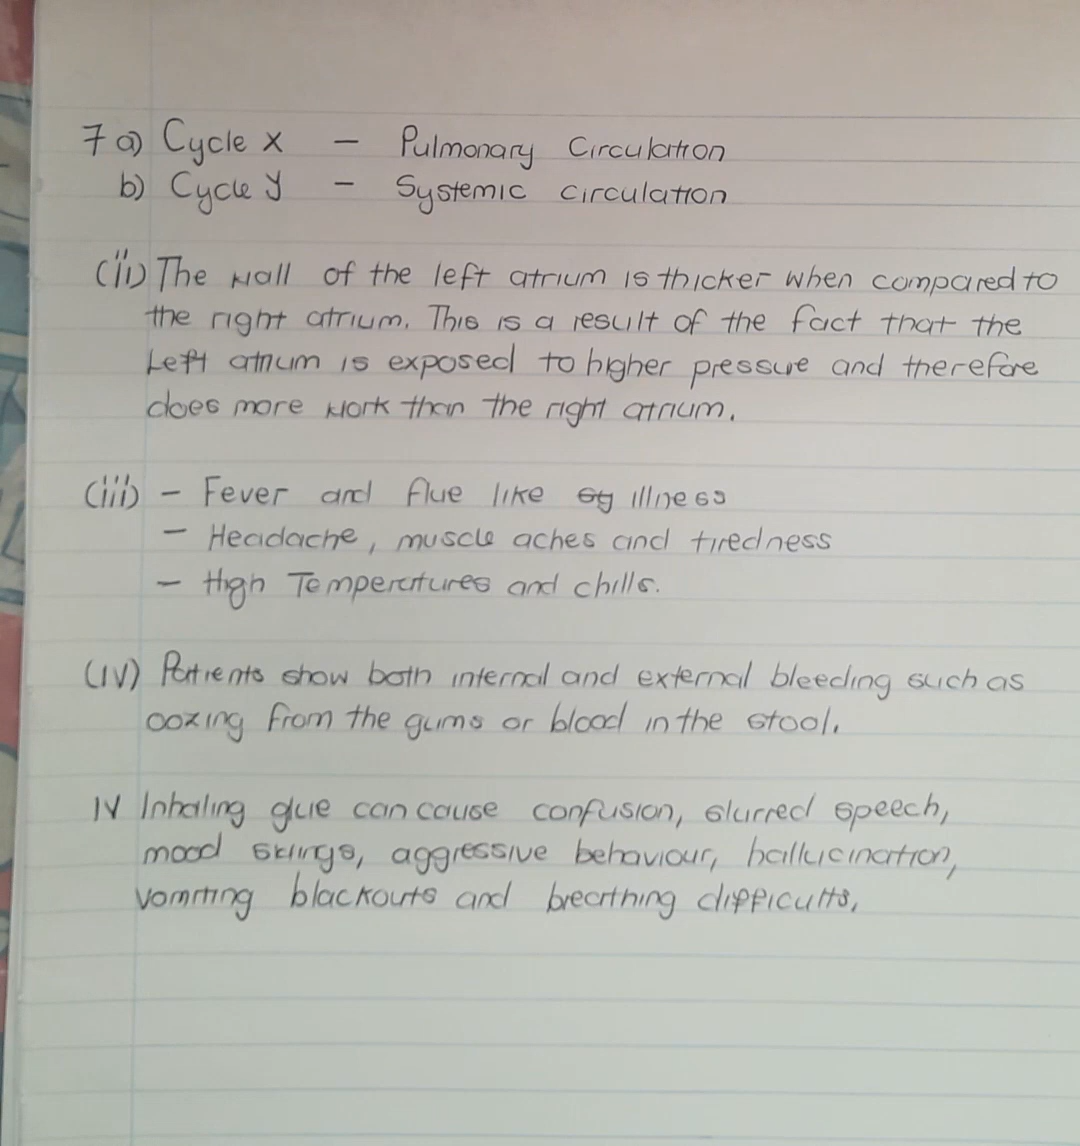 7 a) Cycle X - Pulmonary Circulation
b) Cycle Y - Systemic circulation
(ii) The wall of the left atrium is thicker when compared to
the right atrium. This is a result of the fact that the
Left atrium is exposed to higher pressure and therefore
does more work than the right atrium.
(iii) - Fever and flue like illness
- Headache, muscle aches and tiredness
- High Temperatures and chills.
(iv) Patients show both internal and external bleeding such as
oozing from the gums or blood in the stool.
iv Inhaling glue can cause confusion, slurred speech,
mood swings, aggressive behaviour, hallucination,
vomiting blackouts and breathing difficults,